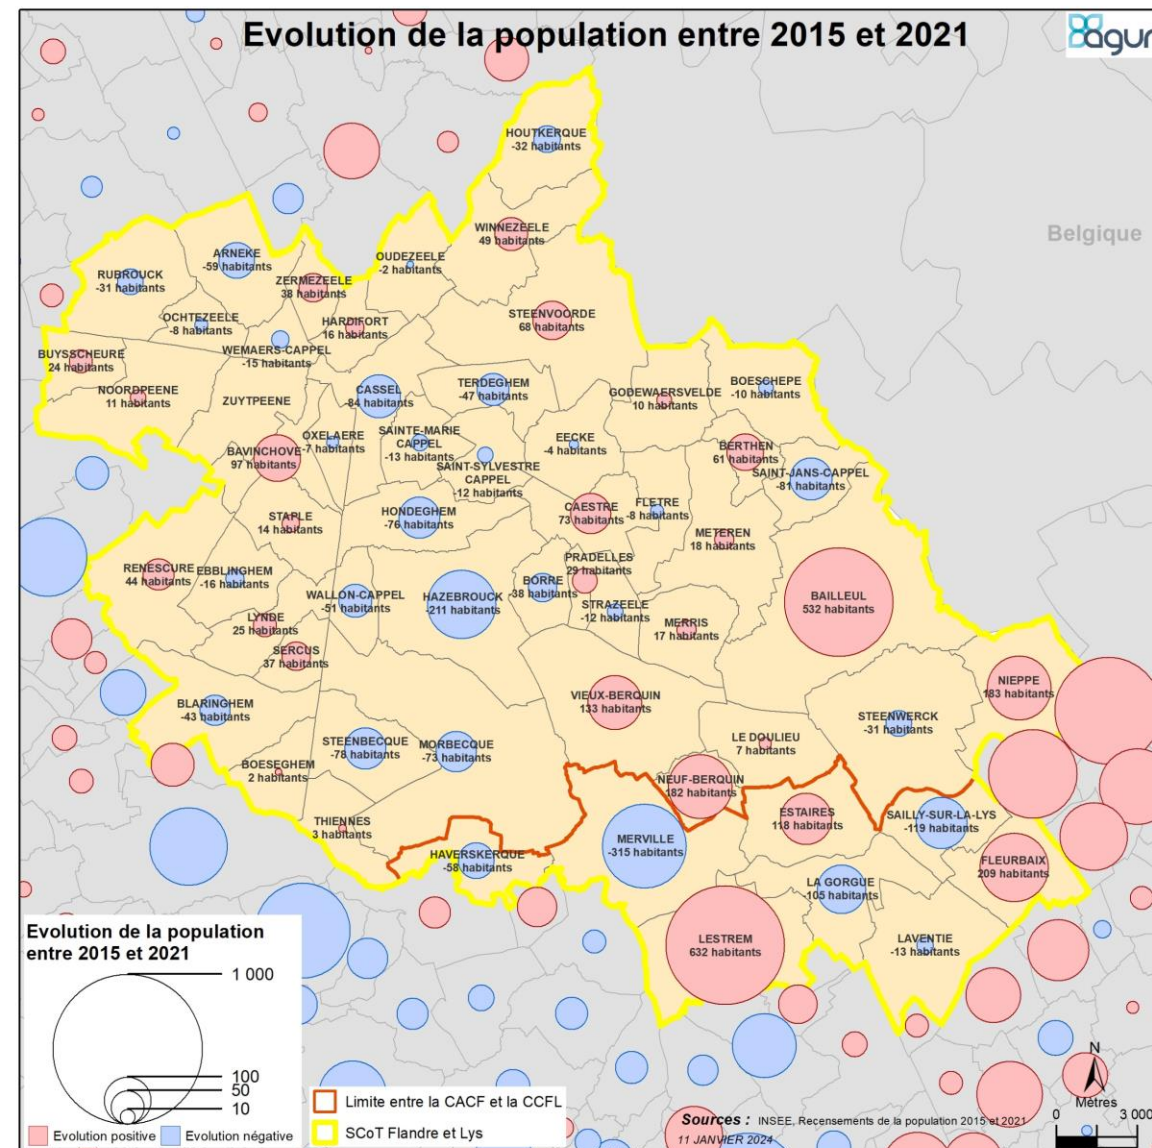 Evolution de la population entre 2015 et 2021
agur
Belgique
HOUTKERQUE
-32 habitants
WINNEZEELE
49 habitants
ARNEKE
-59 habitants
OUDEZEELE
-2 habitants
RUBROUCK
-31 habitants
ZERMEZEELE
38 habitants
OCHTEZEELE
-8 habitants
HARDIFORT
16 habitants
STEENVOORDE
68 habitants
WEMAERS-CAPPEL
-15 habitants
BUYSSCHEURE
24 habitants
NOORDPEENE
11 habitants
ZUYTPEENE
CASSEL
-84 habitants
TERDEGHEM
-47 habitants
GODEWAERSVELDE
10 habitants
BOESCHEPE
-10 habitants
OXELAERE
-7 habitants
SAINTE-MARIE
CAPPEL
-13 habitants
EECKE
-4 habitants
BAVINCHOVE
97 habitants
BERTHEN
61 habitants
SAINT-SYLVESTRE
CAPPEL
-12 habitants
SAINT-JANS-CAPPEL
-81 habitants
HONDEGHEM
-76 habitants
CAESTRE
73 habitants
FLETRE
-8 habitants
STAPLE
14 habitants
METEREN
18 habitants
RENESCURE
44 habitants
EBBLINGHEM
-16 habitants
PRADELLES
29 habitants
WALLON-CAPPEL
-51 habitants
HAZEBROUCK
-211 habitants
BORRE
-38 habitants
BAILLEUL
532 habitants
STRAZEELE
-12 habitants
LYNDE
25 habitants
MERRIS
17 habitants
SERCUS
37 habitants
NIEPPE
183 habitants
BLARINGHEM
-43 habitants
VIEUX-BERQUIN
133 habitants
STEENWERCK
-31 habitants
STEENBECQUE
-78 habitants
MORBECQUE
-73 habitants
LE DOULIEU
7 habitants
BOESEGHEM
2 habitants
NEUF-BERQUIN
182 habitants
THIENNES
3 habitants
ESTAIRES
118 habitants
SAILLY-SUR-LA-LYS
-119 habitants
MERVILLE
-315 habitants
HAVERSKERQUE
-58 habitants
FLEURBAIX
209 habitants
LA GORGUE
-105 habitants
LESTREM
632 habitants
LAVENTIE
-13 habitants
Evolution de la population
entre 2015 et 2021
1 000
100
50
10
Evolution positive
Evolution négative
Limite entre la CACF et la CCFL
SCoT Flandre et Lys
Sources : INSEE, Recensements de la population 2015 et 2021
11 JANVIER 2024
N
Mètres
0
3 000